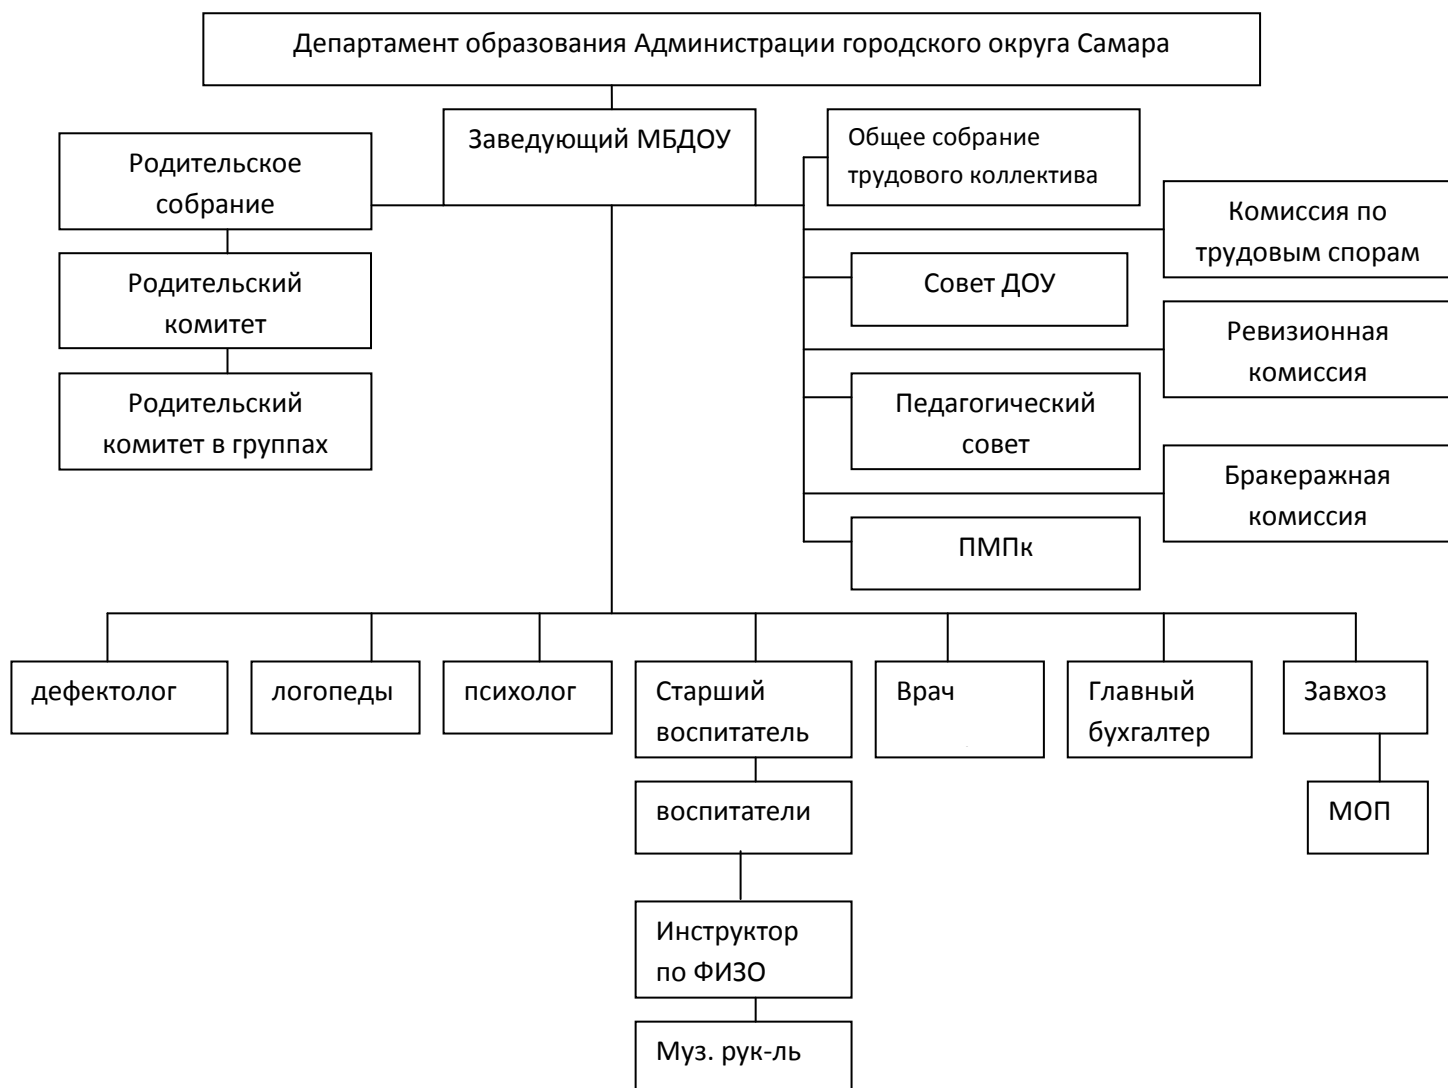 Департамент образования Администрации городского округа Самара
Заведующий МБДОУ
Родительское
собрание
Родительский
комитет
Родительский
комитет в группах
Общее собрание
трудового коллектива
Комиссия по
трудовым спорам
Совет ДОУ
Ревизионная
комиссия
Педагогический
совет
Бракеражная
комиссия
ПМПк
дефектолог
логопеды
психолог
Старший
воспитатель
Врач
Главный
бухгалтер
Завхоз
воспитатели
МОП
Инструктор
по ФИЗО
Муз. рук-ль